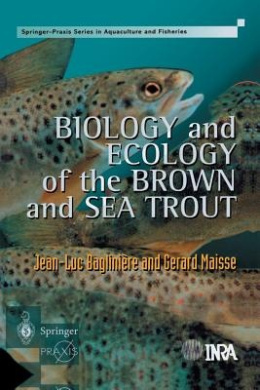 Springer-Praxis Series in Aquaculture and Fisheries
BIOLOGY and
ECOLOGY
of the BROWN
and SEA TROUT
Jean-Luc Baglinière and Gerard Maisse
Springer
PRAXIS
INRA